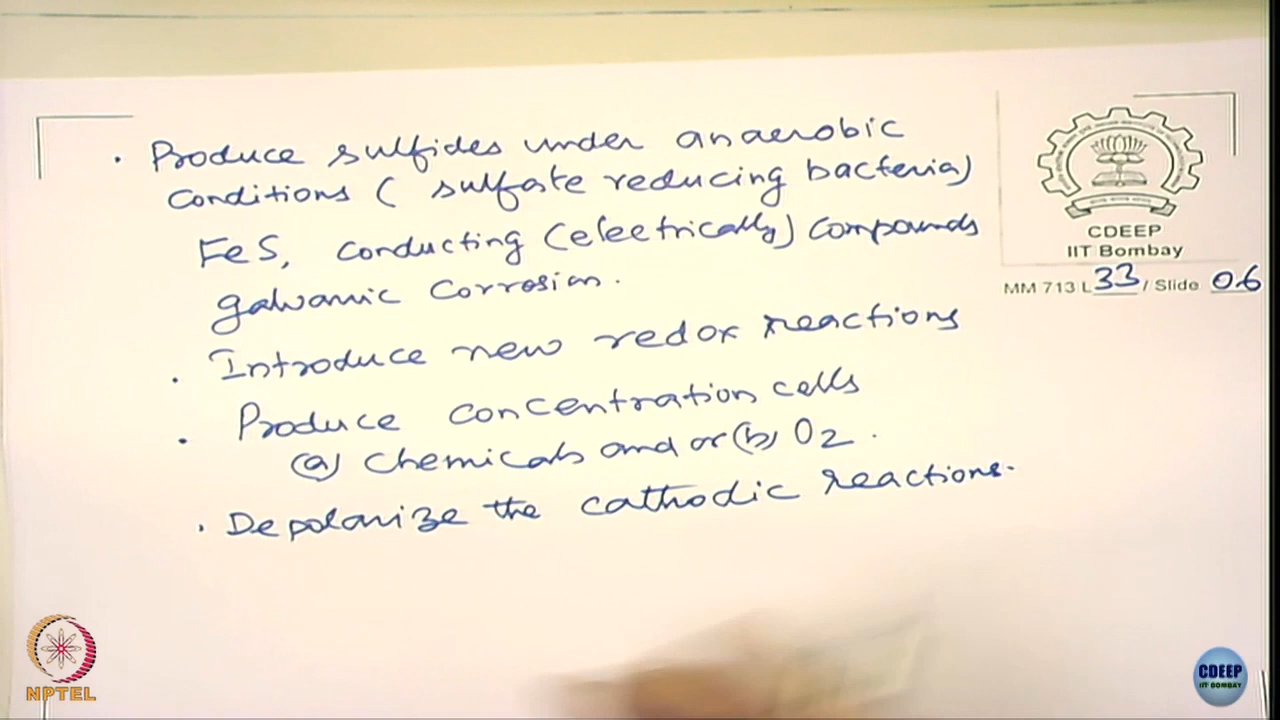 · Produce sulfides under anaerobic
conditions ( sulfate reducing bacteria)
FeS, conducting (electrically) compounds
galvanic corrosion.
· Introduce new redox reactions
· Produce concentration cells
(a) Chemicals and or (b) O2.
· Depolarize the cathodic reactions.
CDEEP
IIT Bombay
MM 713 L 33 / Slide 06
NPTEL
CDEEP
IIT BOMBAY